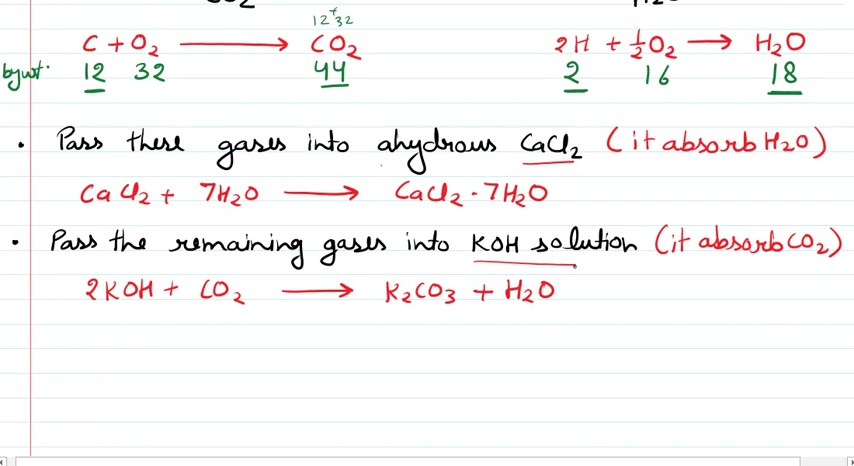 12+32
C + O2 ⟶ CO2 2H + ½O2 ⟶ H2O
by wt. 12 32 44 2 16 18
• Pass these gases into ahydrous CaCl2 (it absorb H2O)
CaCl2 + 7H2O ⟶ CaCl2 · 7H2O
• Pass the remaining gases into KOH solution (it absorb CO2)
2KOH + CO2 ⟶ K2CO3 + H2O